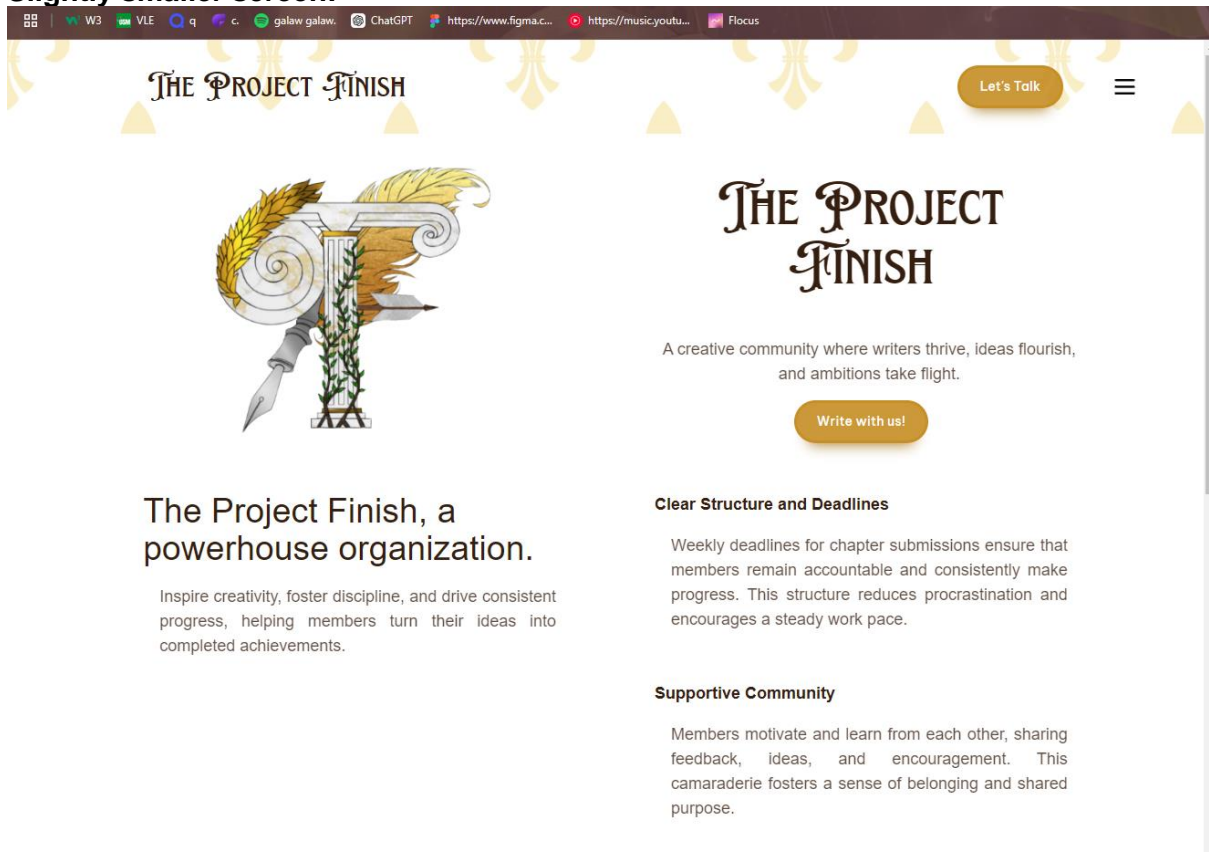 Slightly Smaller Screen:
W3 VLE q c. galaw galaw. ChatGPT https://www.figma.c... https://music.youtu... Flocus
The Project Finish
Let's Talk
The Project
Finish
A creative community where writers thrive, ideas flourish,
and ambitions take flight.
Write with us!
The Project Finish, a
powerhouse organization.
Inspire creativity, foster discipline, and drive consistent
progress, helping members turn their ideas into
completed achievements.
Clear Structure and Deadlines
Weekly deadlines for chapter submissions ensure that
members remain accountable and consistently make
progress. This structure reduces procrastination and
encourages a steady work pace.
Supportive Community
Members motivate and learn from each other, sharing
feedback, ideas, and encouragement. This
camaraderie fosters a sense of belonging and shared
purpose.